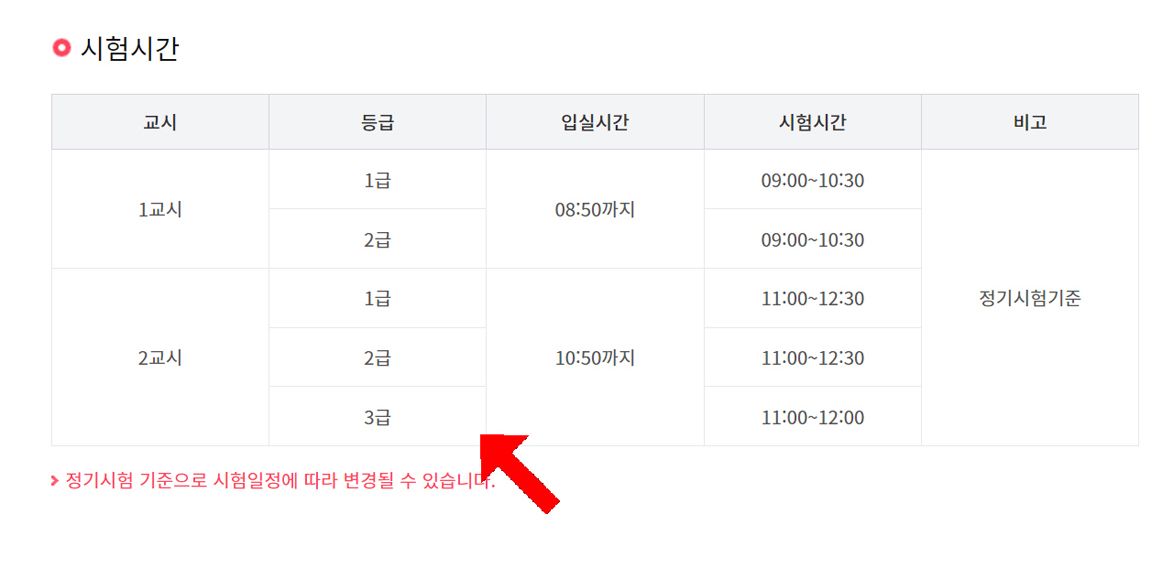 시험시간
교시 등급 입실시간 시험시간 비고
1교시 1급 08:50까지 09:00~10:30 정기시험기준
2급 09:00~10:30
2교시 1급 10:50까지 11:00~12:30
2급 11:00~12:30
3급 11:00~12:00
정기시험 기준으로 시험일정에 따라 변경될 수 있습니다.